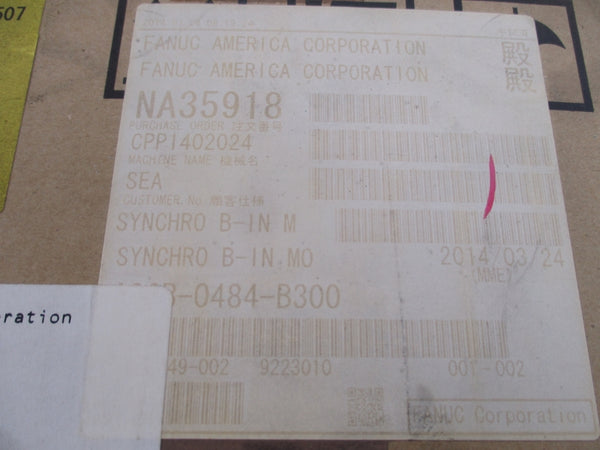 507
FANUC AMERICA CORPORATION 殿
FANUC AMERICA CORPORATION 殿
NA35918
PURCHASE ORDER 注文番号
CPP1402024
MACHINE NAME 機械名
SEA
CUSTOMER No. 顧客仕様
SYNCHRO B-IN M
SYNCHRO B-IN MO 2014/03/24
(MME)
-0484-B300
ration
49-002 9223010 001-002
FANUC Corporation